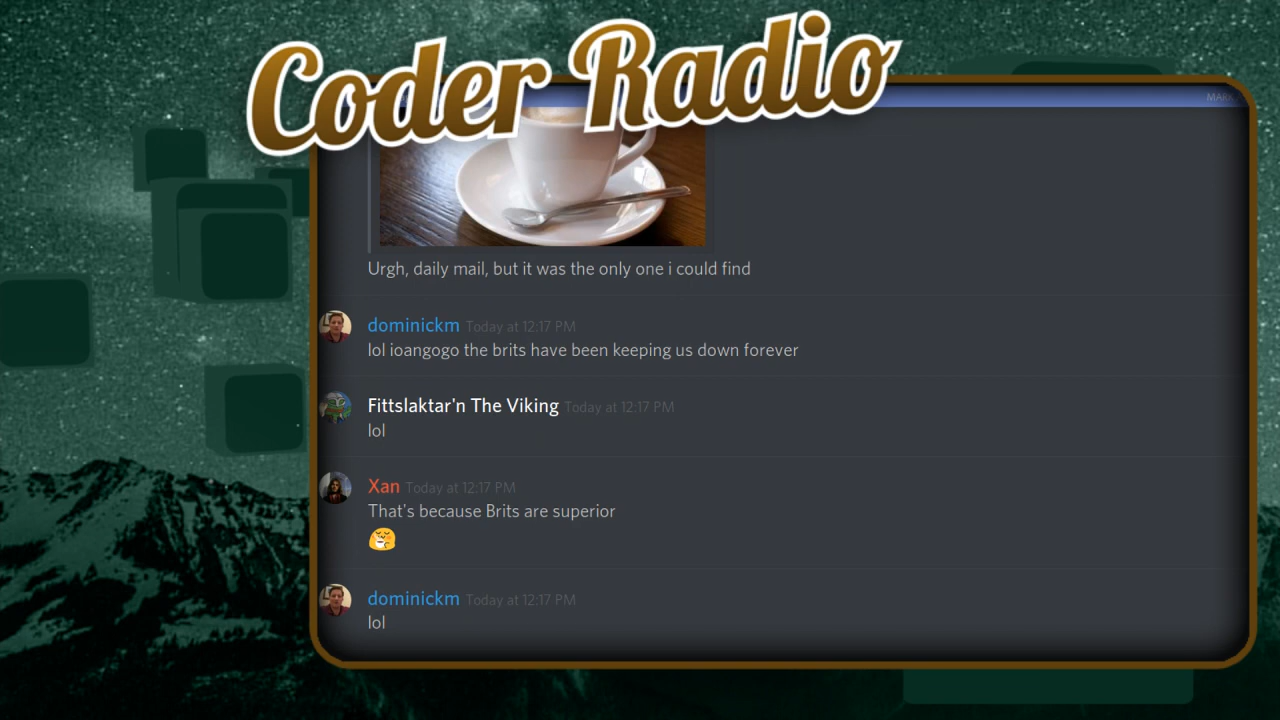 Coder Radio
MARK
Urgh, daily mail, but it was the only one i could find
dominickm Today at 12:17 PM
lol ioangogo the brits have been keeping us down forever
Fittslaktar'n The Viking Today at 12:17 PM
lol
Xan Today at 12:17 PM
That's because Brits are superior
dominickm Today at 12:17 PM
lol